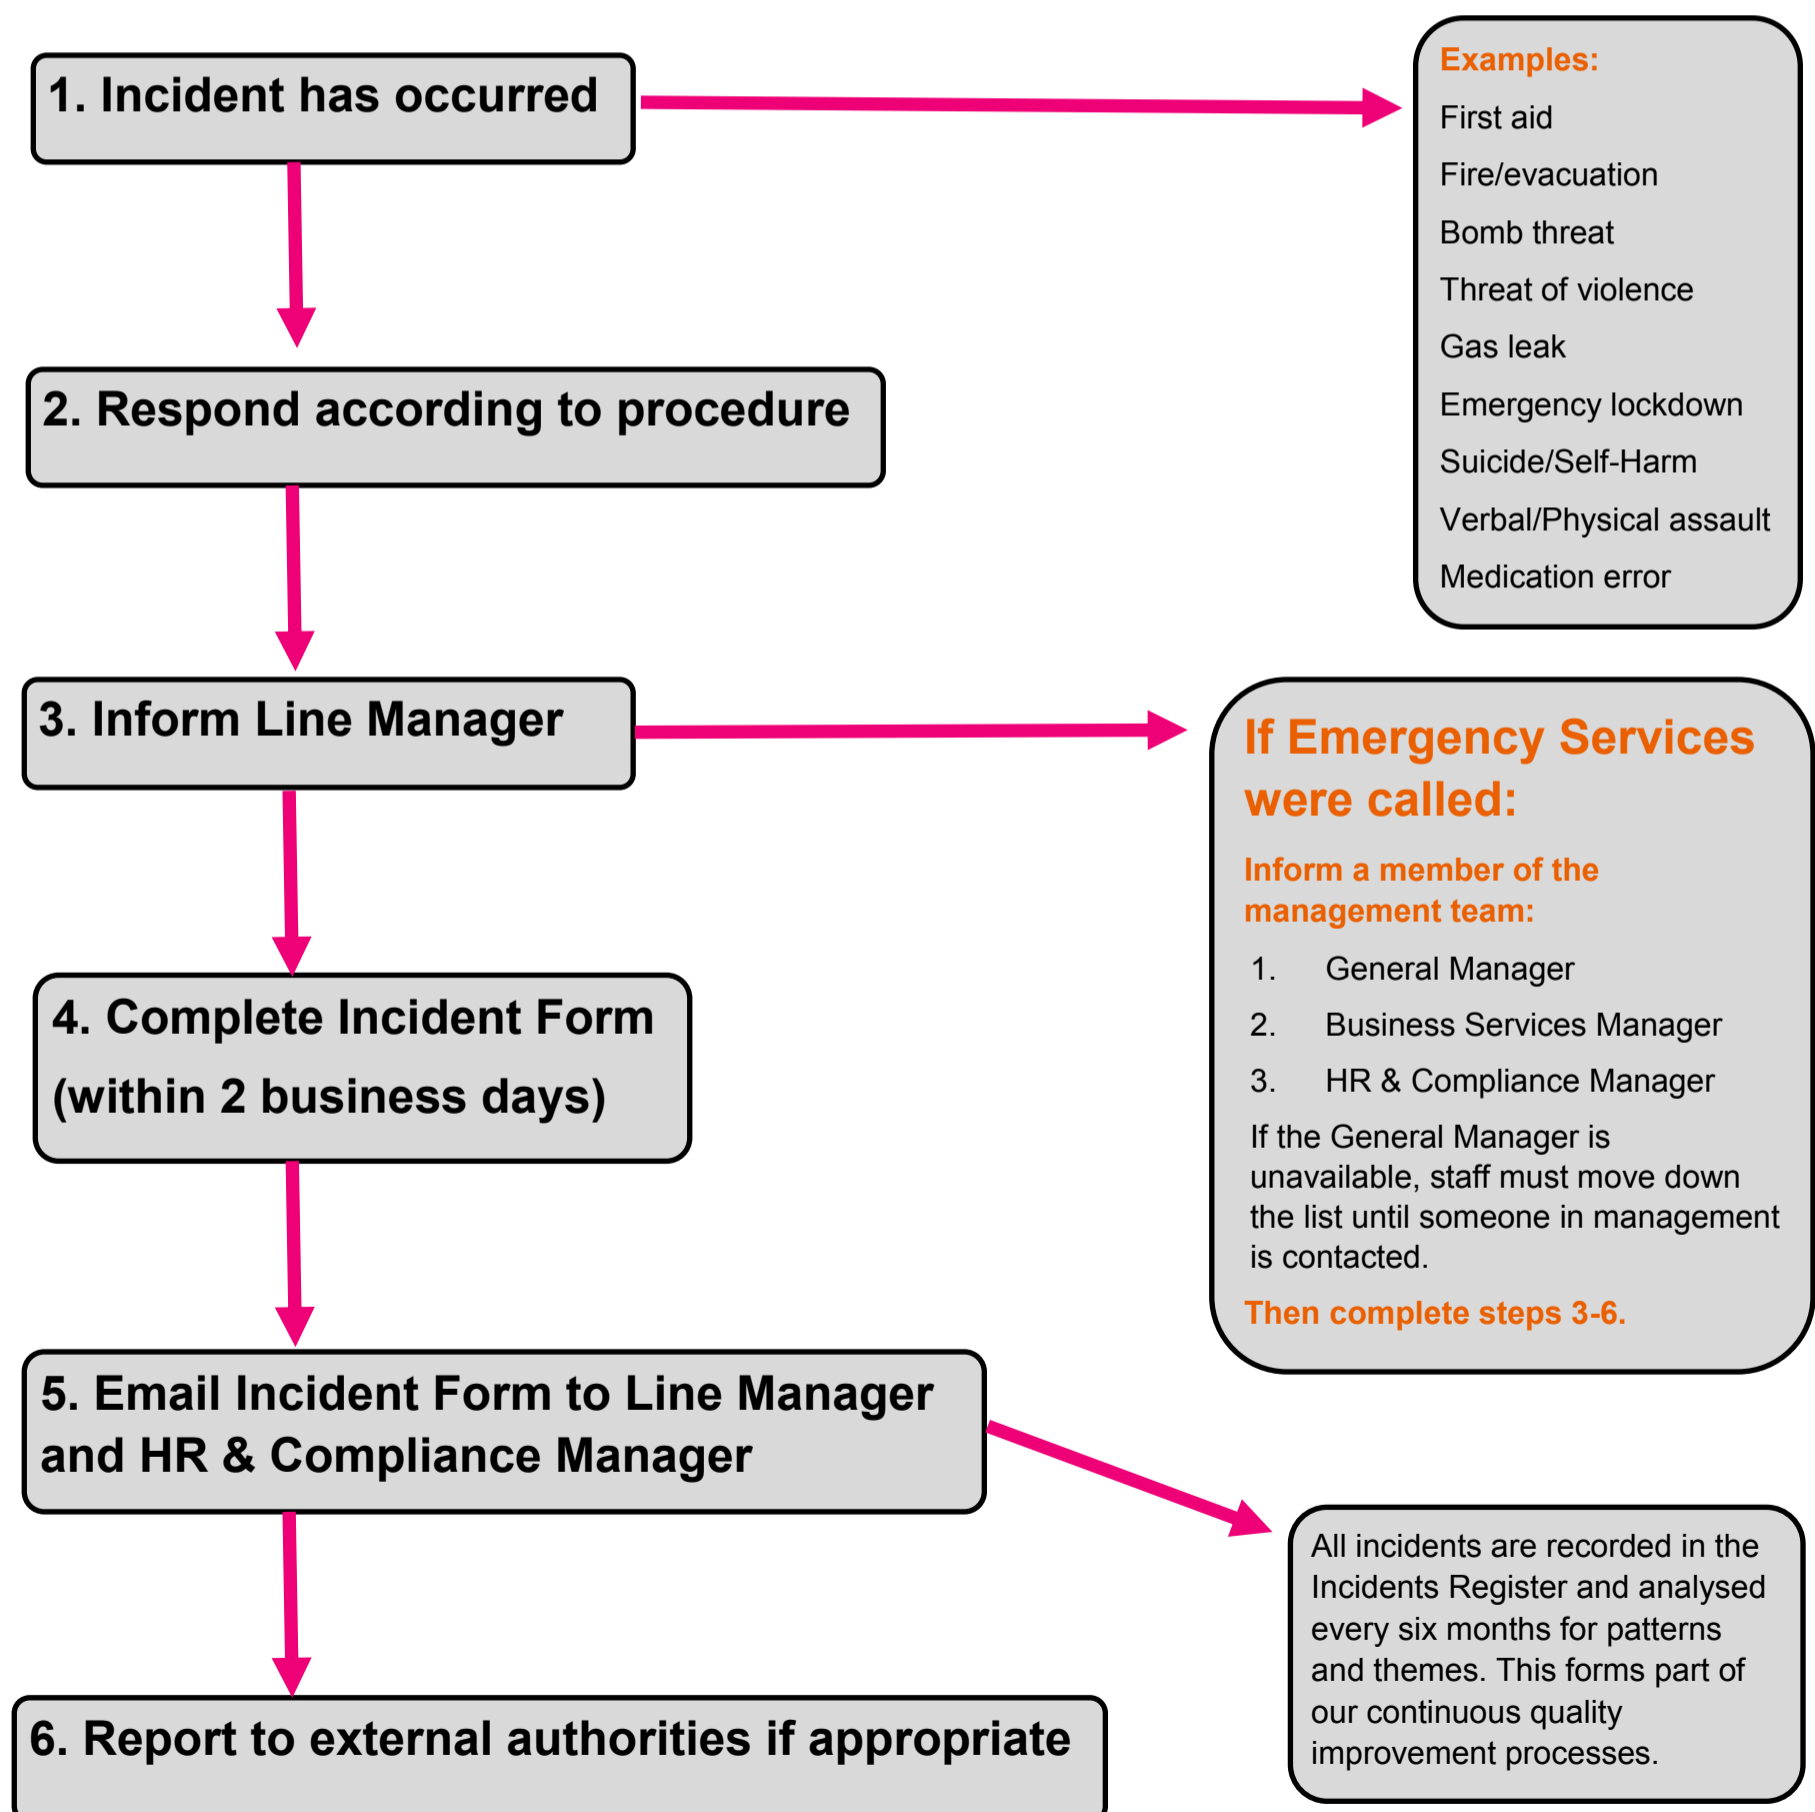 1. Incident has occurred
Examples:
First aid
Fire/evacuation
Bomb threat
Threat of violence
Gas leak
Emergency lockdown
Suicide/Self-Harm
Verbal/Physical assault
Medication error
2. Respond according to procedure
3. Inform Line Manager
If Emergency Services
were called:
Inform a member of the
management team:
1. General Manager
2. Business Services Manager
3. HR & Compliance Manager
If the General Manager is
unavailable, staff must move down
the list until someone in management
is contacted.
Then complete steps 3-6.
4. Complete Incident Form
(within 2 business days)
5. Email Incident Form to Line Manager
and HR & Compliance Manager
All incidents are recorded in the
Incidents Register and analysed
every six months for patterns
and themes. This forms part of
our continuous quality
improvement processes.
6. Report to external authorities if appropriate